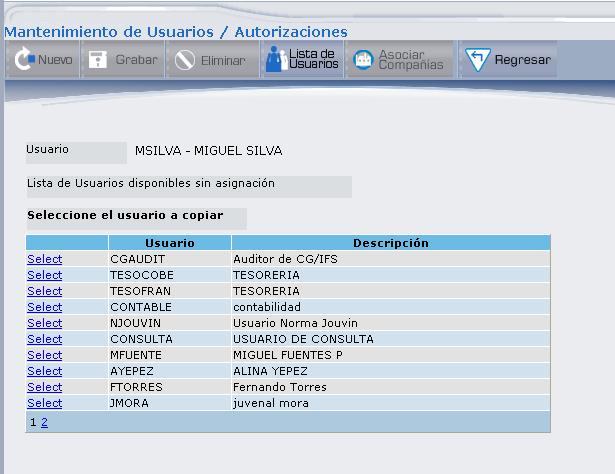 Mantenimiento de Usuarios / Autorizaciones
Nuevo Grabar Eliminar Lista de Usuarios Asociar Compañias Regresar
Usuario MSILVA - MIGUEL SILVA
Lista de Usuarios disponibles sin asignación
Seleccione el usuario a copiar
Usuario Descripción
Select CGAUDIT Auditor de CG/IFS
Select TESOCOBE TESORERIA
Select TESOFRAN TESORERIA
Select CONTABLE contabilidad
Select NJOUVIN Usuario Norma Jouvin
Select CONSULTA USUARIO DE CONSULTA
Select MFUENTE MIGUEL FUENTES P
Select AYEPEZ ALINA YEPEZ
Select FTORRES Fernando Torres
Select JMORA juvenal mora
1 2